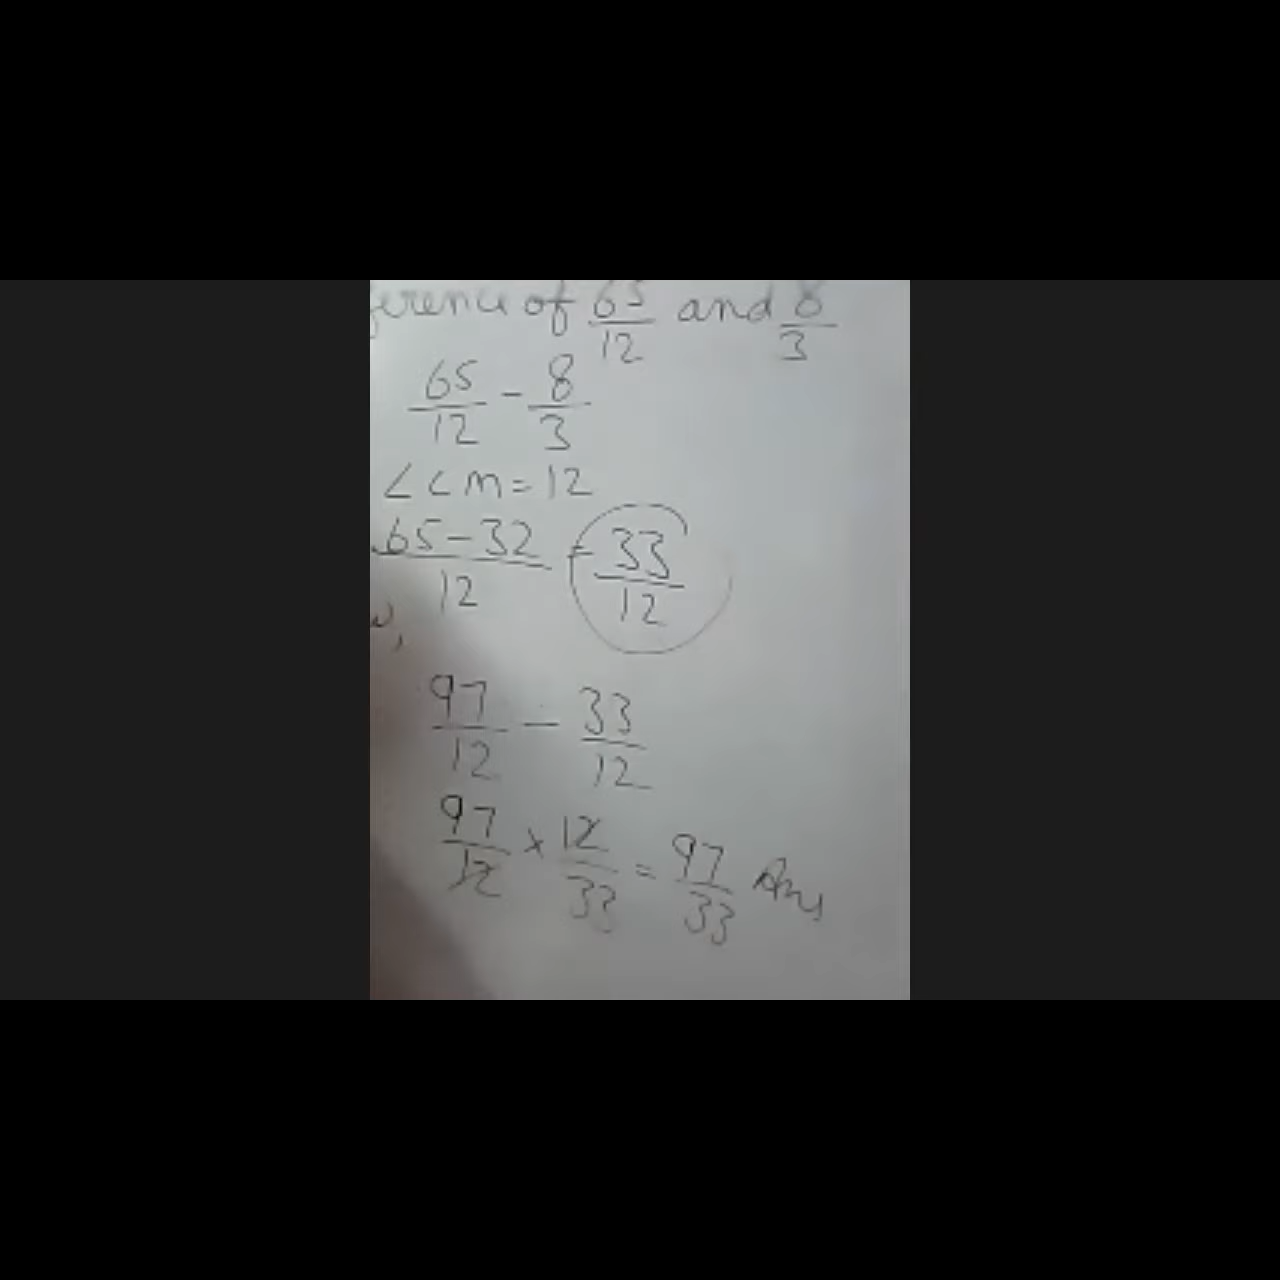 ference of 65/12 and 8/3
65/12 - 8/3
LCM = 12
65-32/12 = 33/12
w,
97/12 - 33/12
97/12 x 12/33 = 97/33 Ans